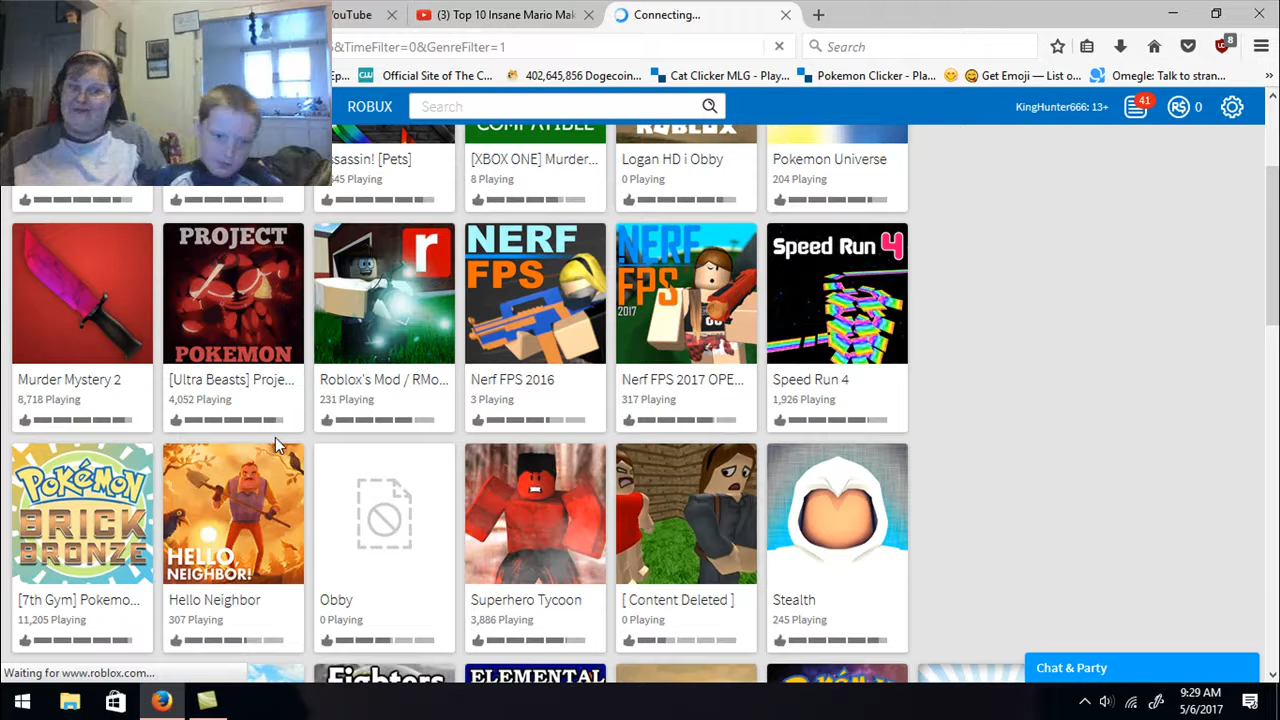 YouTube
(3) Top 10 Insane Mario Mak
Connecting...
&TimeFilter=0&GenreFilter=1
Search
8
Ep...
Official Site of The C...
402,645,856 Dogecoin...
Cat Clicker MLG - Play...
Pokemon Clicker - Pla...
Get Emoji — List o...
Omegle: Talk to stran...
ROBUX
Search
KingHunter666: 13+
41
R$ 0
COMPATIBLE
ROBLOX
ssassin! [Pets]
[XBOX ONE] Murder...
Logan HD i Obby
Pokemon Universe
645 Playing
8 Playing
0 Playing
204 Playing
PROJECT
POKEMON
r
NERF
FPS
NERF
FPS
2017
Speed Run 4
Murder Mystery 2
[Ultra Beasts] Proje...
Roblox's Mod / RMo...
Nerf FPS 2016
Nerf FPS 2017 OPE...
Speed Run 4
8,718 Playing
4,052 Playing
231 Playing
3 Playing
317 Playing
1,926 Playing
Pokémon
BRICK
BRONZE
HELLO,
NEIGHBOR!
[7th Gym] Pokemo...
Hello Neighbor
Obby
Superhero Tycoon
[ Content Deleted ]
Stealth
11,205 Playing
307 Playing
0 Playing
3,886 Playing
0 Playing
245 Playing
Waiting for www.roblox.com...
Fighters
ELEMENTAL
Chat & Party
9:29 AM
5/6/2017